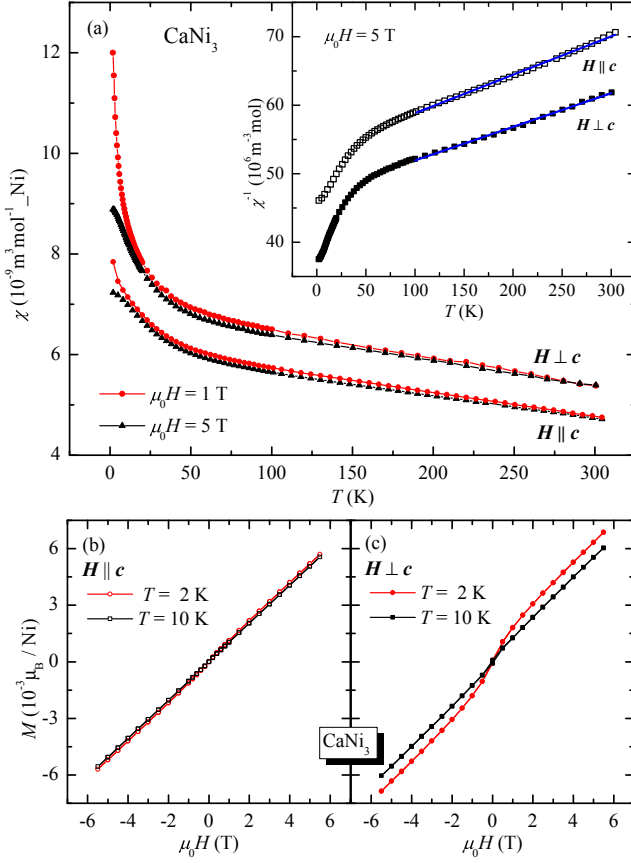 (a)
CaNi3
μ0H = 5 T
H || c
H ⊥ c
χ-1 (106 m-3 mol)
70
60
50
40
0 50 100 150 200 250 300
T (K)
χ (10-9 m3 mol-1_Ni)
12
10
8
6
4
μ0H = 1 T
μ0H = 5 T
H ⊥ c
H || c
0 50 100 150 200 250 300
T (K)
(b)
H || c
T = 2 K
T = 10 K
(c)
H ⊥ c
T = 2 K
T = 10 K
M (10-3 μB / Ni)
6
3
0
-3
-6
CaNi3
-6 -4 -2 0 2 4 6
-6 -4 -2 0 2 4 6
μ0H (T)
μ0H (T)